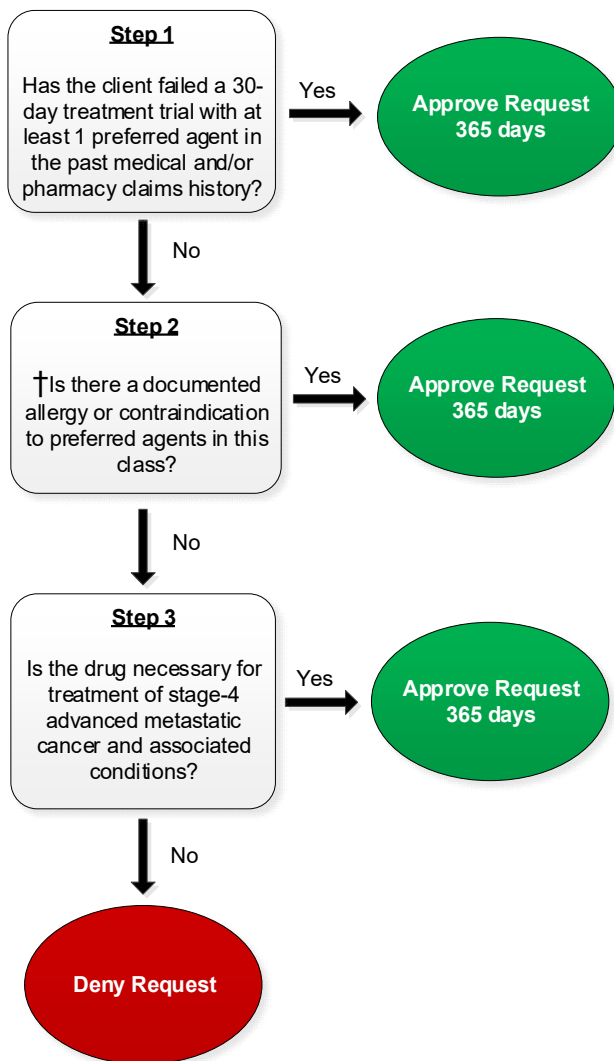 Step 1
Has the client failed a 30-
day treatment trial with at
least 1 preferred agent in
the past medical and/or
pharmacy claims history?
Yes
Approve Request
365 days
No
Step 2
†Is there a documented
allergy or contraindication
to preferred agents in this
class?
Yes
Approve Request
365 days
No
Step 3
Is the drug necessary for
treatment of stage-4
advanced metastatic
cancer and associated
conditions?
Yes
Approve Request
365 days
No
Deny Request